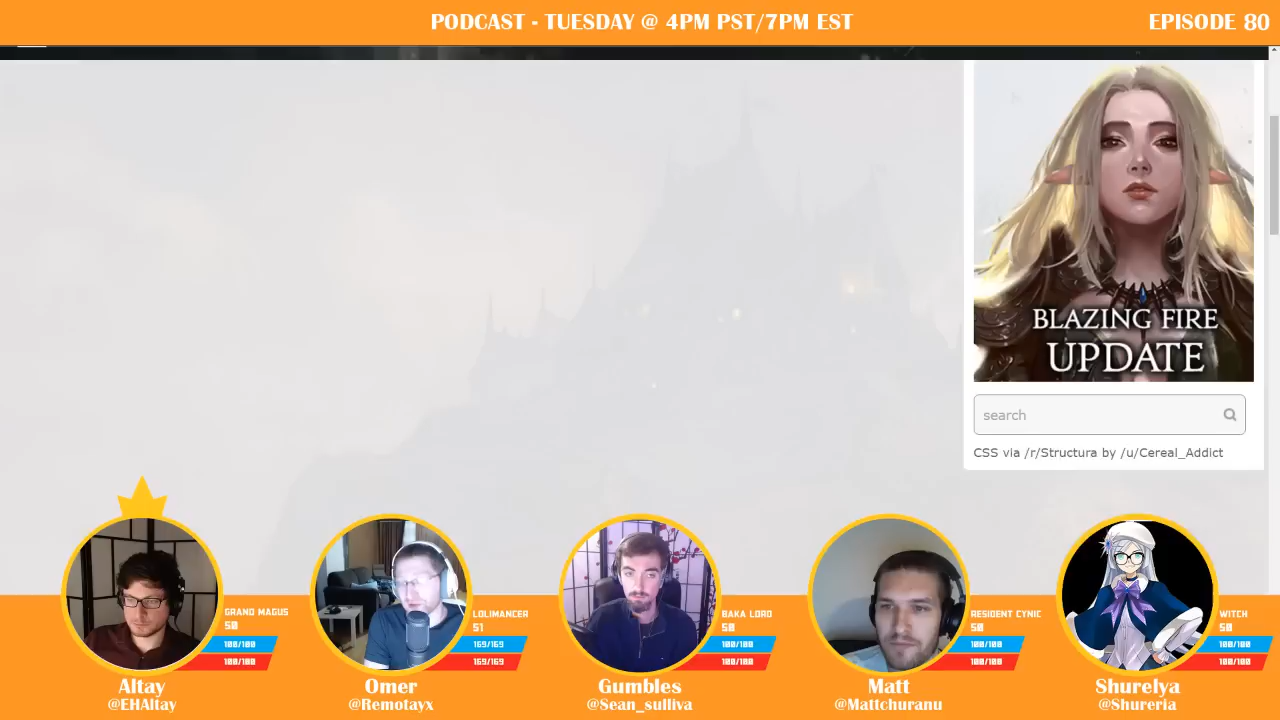 PODCAST - TUESDAY @ 4PM PST/7PM EST
EPISODE 80
BLAZING FIRE
UPDATE
search
CSS via /r/Structura by /u/Cereal_Addict
GRAND MAGUS
50
100/100
100/100
Altay
@EHAltay
LOLIMANCER
51
169/169
169/169
Omer
@Remotayx
BAKA LORD
50
100/100
100/100
Gumbles
@Sean_sulliva
RESIDENT CYNIC
50
100/100
100/100
Matt
@Mattchuranu
WITCH
50
100/100
100/100
Shurelya
@Shureria